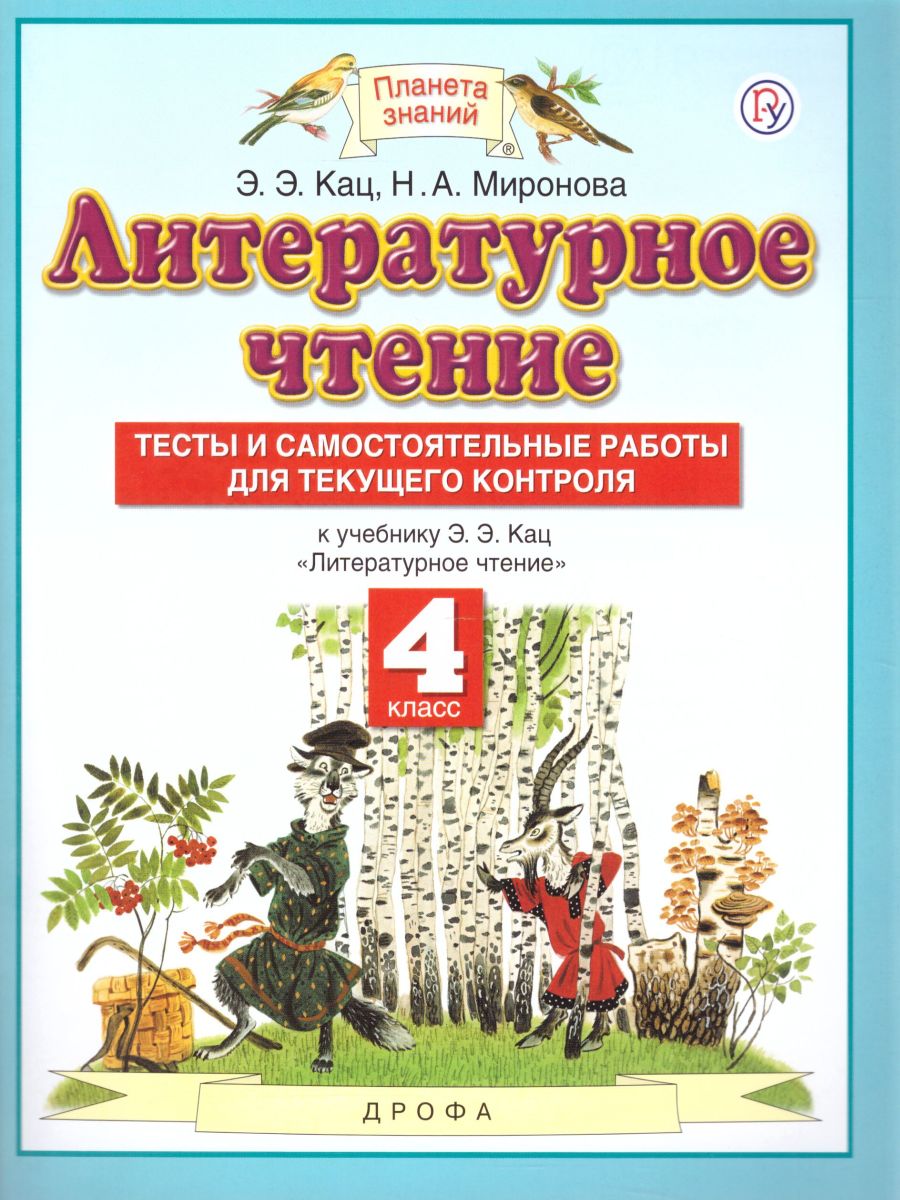 Планета
знаний
®
р-у
Э. Э. Кац, Н. А. Миронова
Литературное
чтение
ТЕСТЫ И САМОСТОЯТЕЛЬНЫЕ РАБОТЫ
ДЛЯ ТЕКУЩЕГО КОНТРОЛЯ
к учебнику Э. Э. Кац
«Литературное чтение»
4
класс
ДРОФА